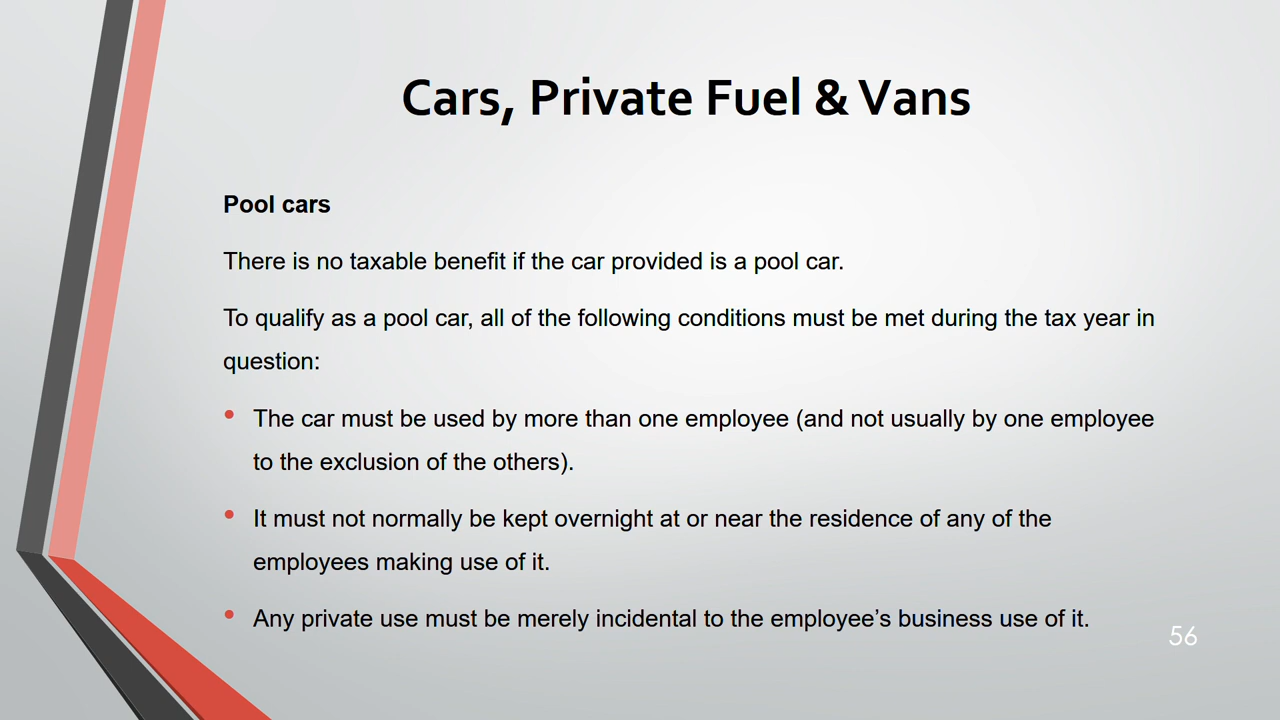 Cars, Private Fuel & Vans
Pool cars
There is no taxable benefit if the car provided is a pool car.
To qualify as a pool car, all of the following conditions must be met during the tax year in
question:
• The car must be used by more than one employee (and not usually by one employee
to the exclusion of the others).
• It must not normally be kept overnight at or near the residence of any of the
employees making use of it.
• Any private use must be merely incidental to the employee’s business use of it.
56